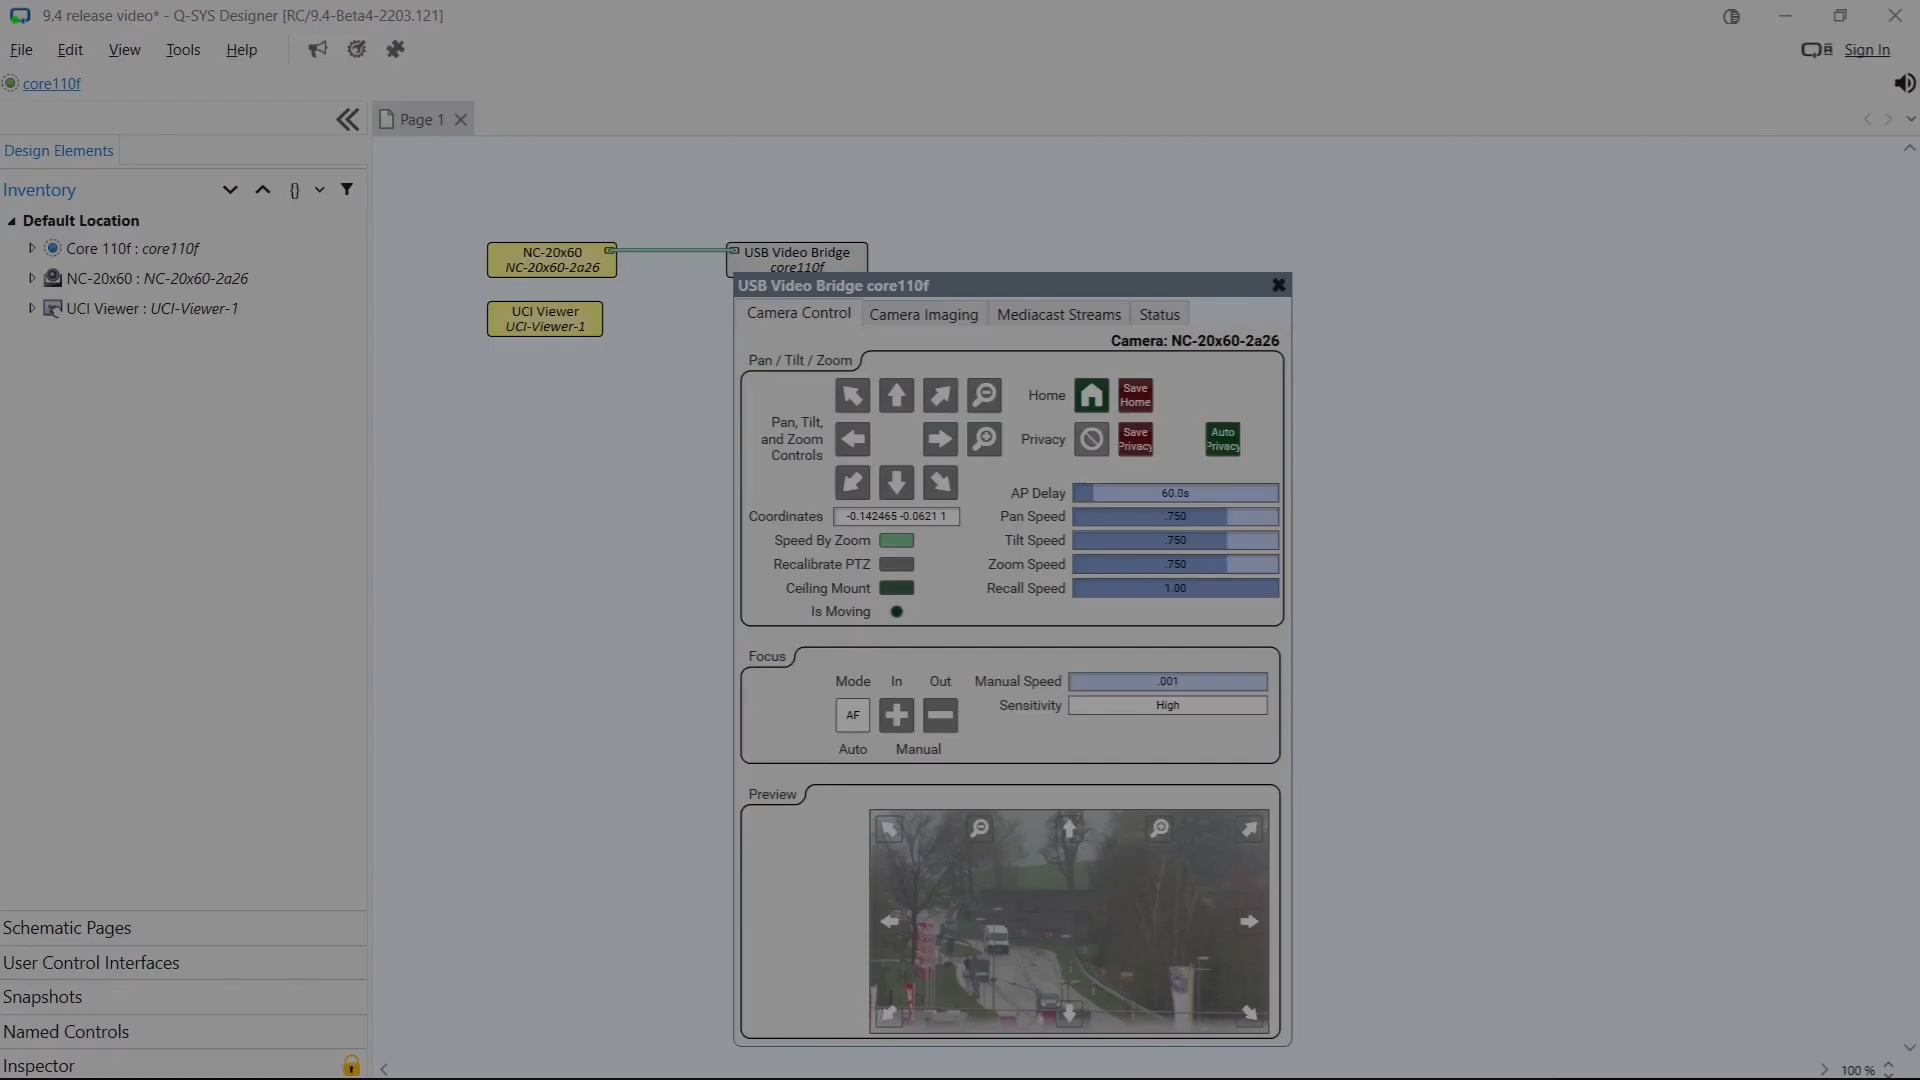 9.4 release video* - Q-SYS Designer [RC/9.4-Beta4-2203.121]
File Edit View Tools Help
Sign In
core110f
Page 1
Design Elements
Inventory
{}
Default Location
Core 110f : core110f
NC-20x60 : NC-20x60-2a26
UCI Viewer : UCI-Viewer-1
NC-20x60
NC-20x60-2a26
USB Video Bridge
core110f
UCI Viewer
UCI-Viewer-1
USB Video Bridge core110f
Camera Control Camera Imaging Mediacast Streams Status
Camera: NC-20x60-2a26
Pan / Tilt / Zoom
Pan, Tilt,
and Zoom
Controls
Home
Save
Home
Privacy
Save
Privacy
Auto
Privacy
AP Delay 60.0s
Coordinates -0.142465 -0.0621 1
Pan Speed .750
Speed By Zoom
Tilt Speed .750
Recalibrate PTZ
Zoom Speed .750
Ceiling Mount
Recall Speed 1.00
Is Moving
Focus
Mode In Out
Manual Speed .001
Sensitivity High
AF
Auto Manual
Preview
Schematic Pages
User Control Interfaces
Snapshots
Named Controls
Inspector
100 %